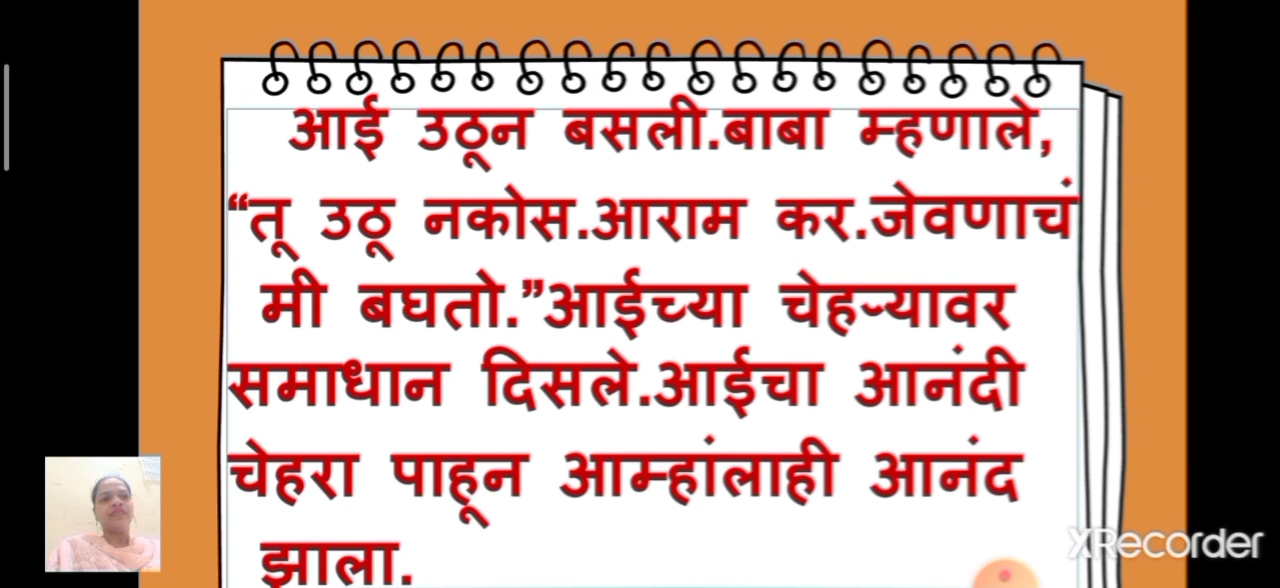 आई उठून बसली.बाबा म्हणाले,
“तू उठू नकोस.आराम कर.जेवणाचं
मी बघतो.”आईच्या चेहऱ्यावर
समाधान दिसले.आईचा आनंदी
चेहरा पाहून आम्हांलाही आनंद
झाला.
XRecorder